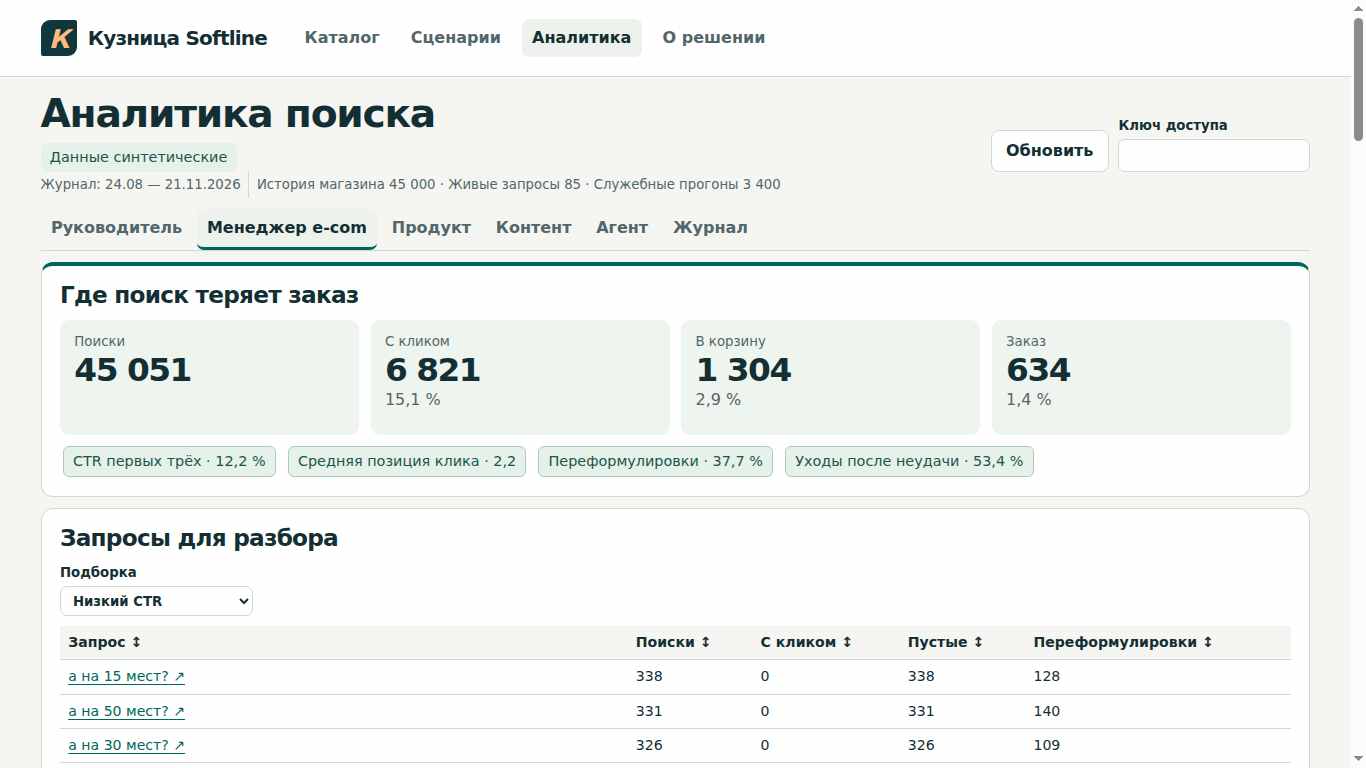 К Кузница Softline Каталог Сценарии Аналитика О решении
Аналитика поиска
Данные синтетические
Журнал: 24.08 — 21.11.2026 История магазина 45 000 · Живые запросы 85 · Служебные прогоны 3 400
Обновить
Ключ доступа
Руководитель Менеджер e-com Продукт Контент Агент Журнал
Где поиск теряет заказ
Поиски
45 051
С кликом
6 821
15,1 %
В корзину
1 304
2,9 %
Заказ
634
1,4 %
CTR первых трёх · 12,2 % Средняя позиция клика · 2,2 Переформулировки · 37,7 % Уходы после неудачи · 53,4 %
Запросы для разбора
Подборка
Низкий CTR
Запрос ↕ Поиски ↕ С кликом ↕ Пустые ↕ Переформулировки ↕
а на 15 мест? ↗ 338 0 338 128
а на 50 мест? ↗ 331 0 331 140
а на 30 мест? ↗ 326 0 326 109